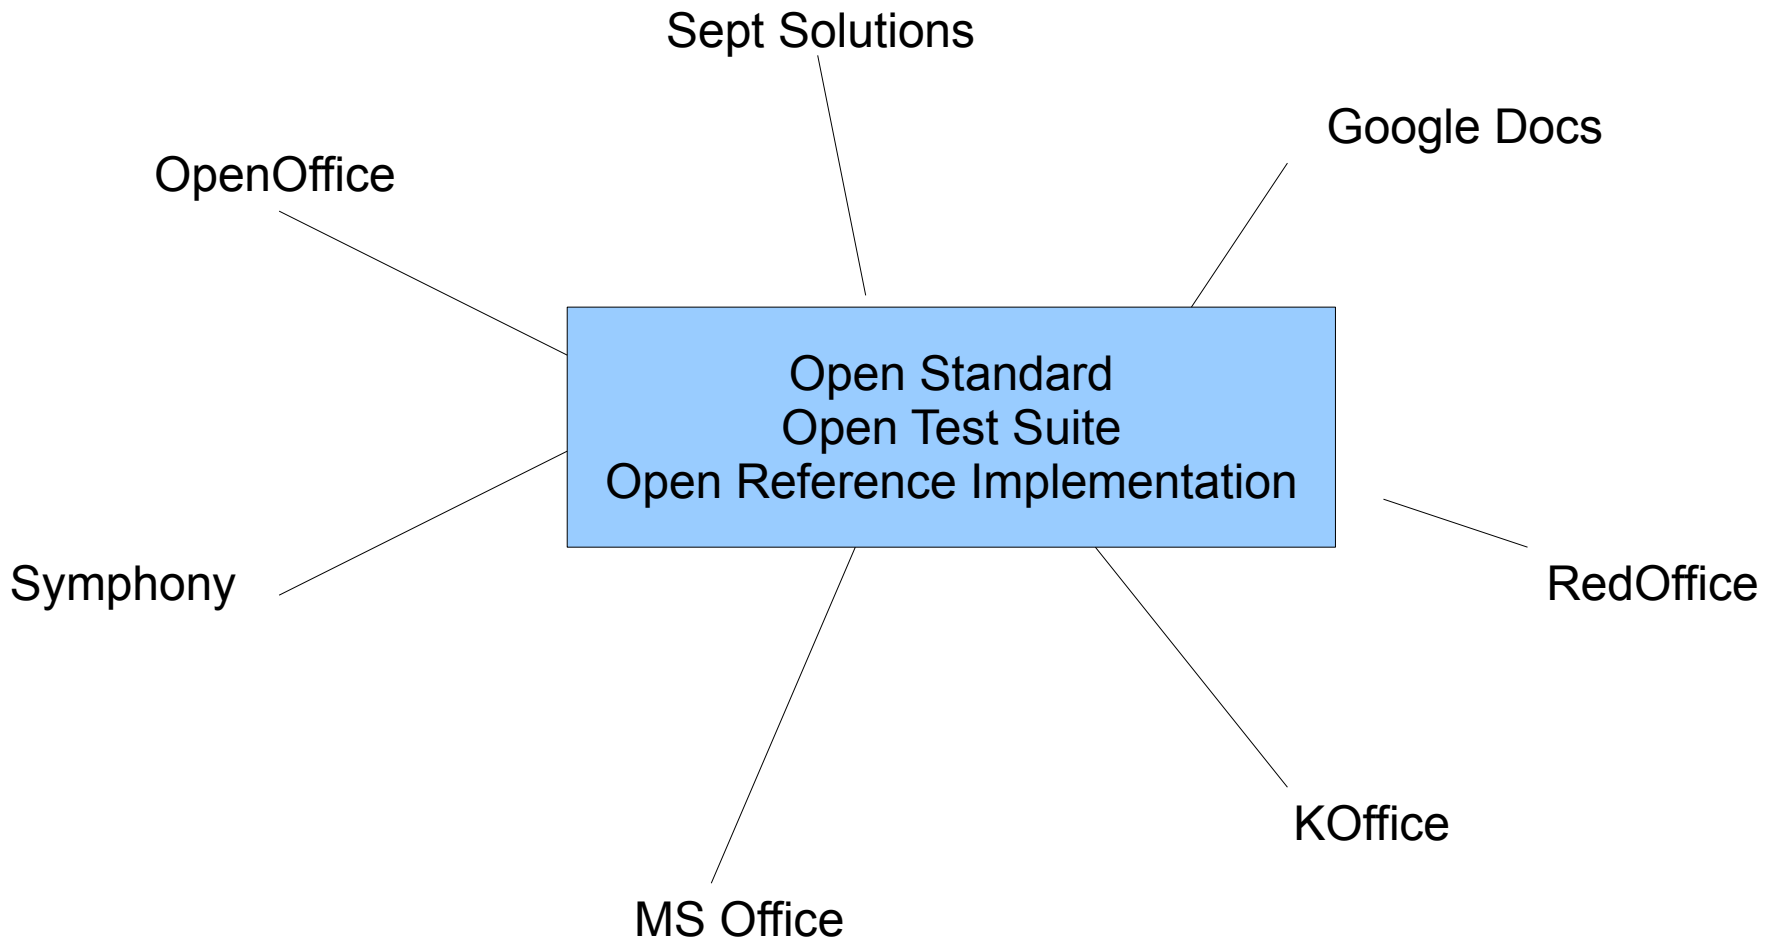 Sept Solutions
Google Docs
OpenOffice
Open Standard
Open Test Suite
Open Reference Implementation
Symphony
RedOffice
KOffice
MS Office